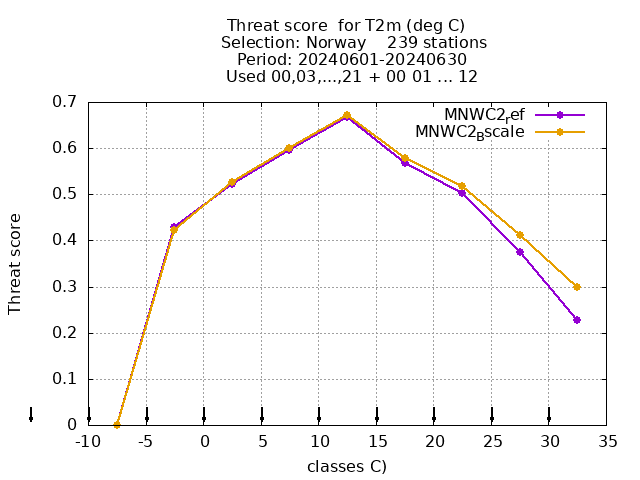 Threat score  for T2m (deg C)
Selection: Norway    239 stations
Period: 20240601-20240630
Used 00,03,...,21 + 00 01 ... 12
MNWC2ref
MNWC2Bscale
Threat score
0.7
0.6
0.5
0.4
0.3
0.2
0.1
0
-10 -5 0 5 10 15 20 25 30 35
classes C)